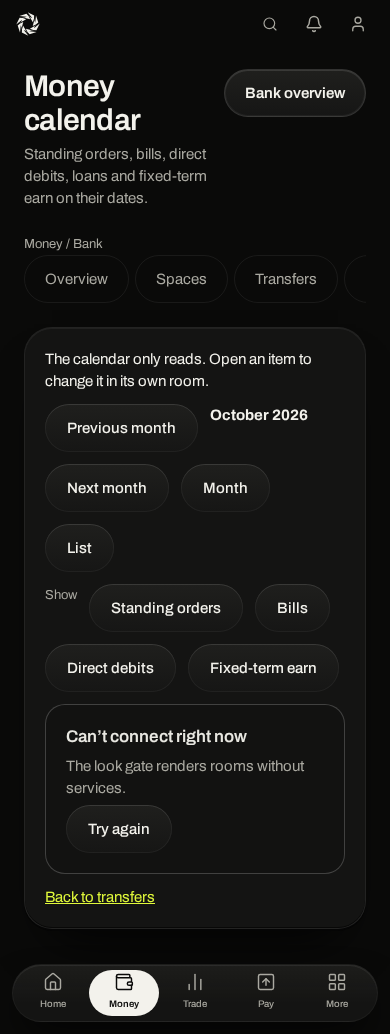 Money
calendar
Bank overview
Standing orders, bills, direct
debits, loans and fixed-term
earn on their dates.
Money / Bank
Overview
Spaces
Transfers
The calendar only reads. Open an item to
change it in its own room.
Previous month
October 2026
Next month
Month
List
Show
Standing orders
Bills
Direct debits
Fixed-term earn
Can’t connect right now
The look gate renders rooms without
services.
Try again
Back to transfers
Home
Money
Trade
Pay
More